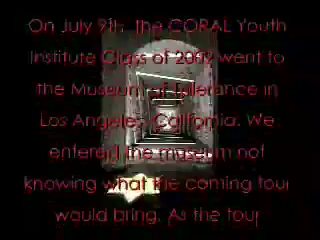 On July 9th, the CORAL Youth
Institute Class of 2002 went to
the Museum of Tolerance in
Los Angeles, California. We
entered the museum not
knowing what the coming tour
would bring. As the tour